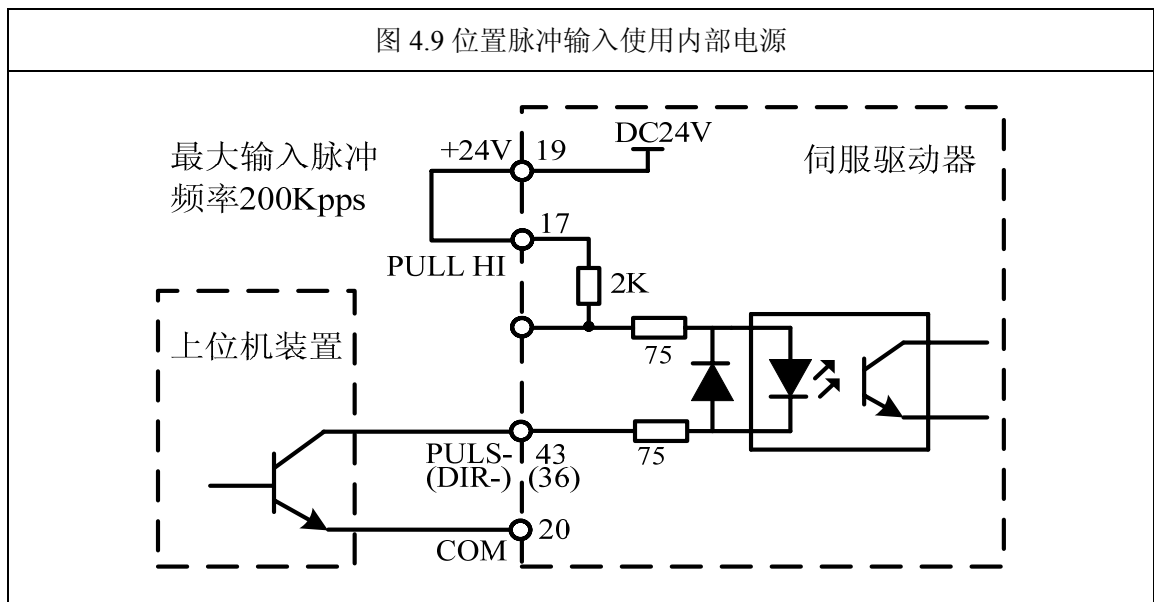 图 4.9 位置脉冲输入使用内部电源
最大输入脉冲
频率200Kpps
+24V
19
DC24V
伺服驱动器
17
PULL HI
2K
上位机装置
75
PULS-
43
75
(DIR-)
(36)
COM
20